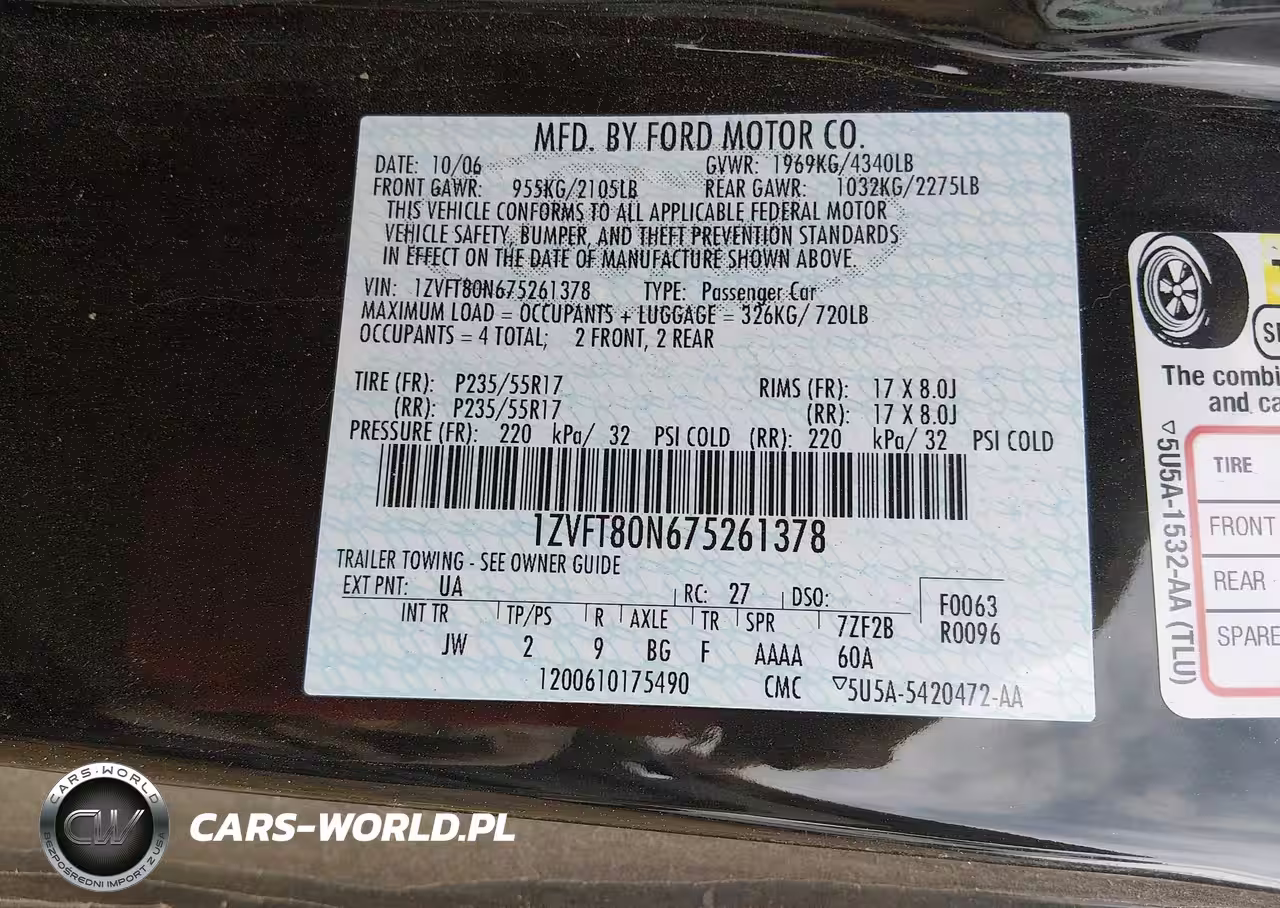 MFD. BY FORD MOTOR CO.
DATE: 10/06 GVWR: 1969KG/4340LB
FRONT GAWR: 955KG/2105LB REAR GAWR: 1032KG/2275LB
THIS VEHICLE CONFORMS TO ALL APPLICABLE FEDERAL MOTOR
VEHICLE SAFETY, BUMPER, AND THEFT PREVENTION STANDARDS
IN EFFECT ON THE DATE OF MANUFACTURE SHOWN ABOVE.
VIN: 1ZVFT80N675261378 TYPE: Passenger Car
MAXIMUM LOAD = OCCUPANTS + LUGGAGE = 326KG/ 720LB
OCCUPANTS = 4 TOTAL; 2 FRONT, 2 REAR
TIRE (FR): P235/55R17 RIMS (FR): 17 X 8.0J
(RR): P235/55R17 (RR): 17 X 8.0J
PRESSURE (FR): 220 kPa/ 32 PSI COLD (RR): 220 kPa/ 32 PSI COLD
1ZVFT80N675261378
TRAILER TOWING - SEE OWNER GUIDE
EXT PNT: UA RC: 27 DSO: F0063
INT TR TP/PS R AXLE TR SPR 7ZF2B R0096
JW 2 9 BG F AAAA 60A
1200610175490 CMC ▽5U5A-5420472-AA
The combi
and ca
TIRE
FRONT
REAR
SPARE
▽5U5A-1532-AA (TLU)
CARS-WORLD
CW
BEZPOŚREDNI IMPORT Z USA
CARS-WORLD.PL